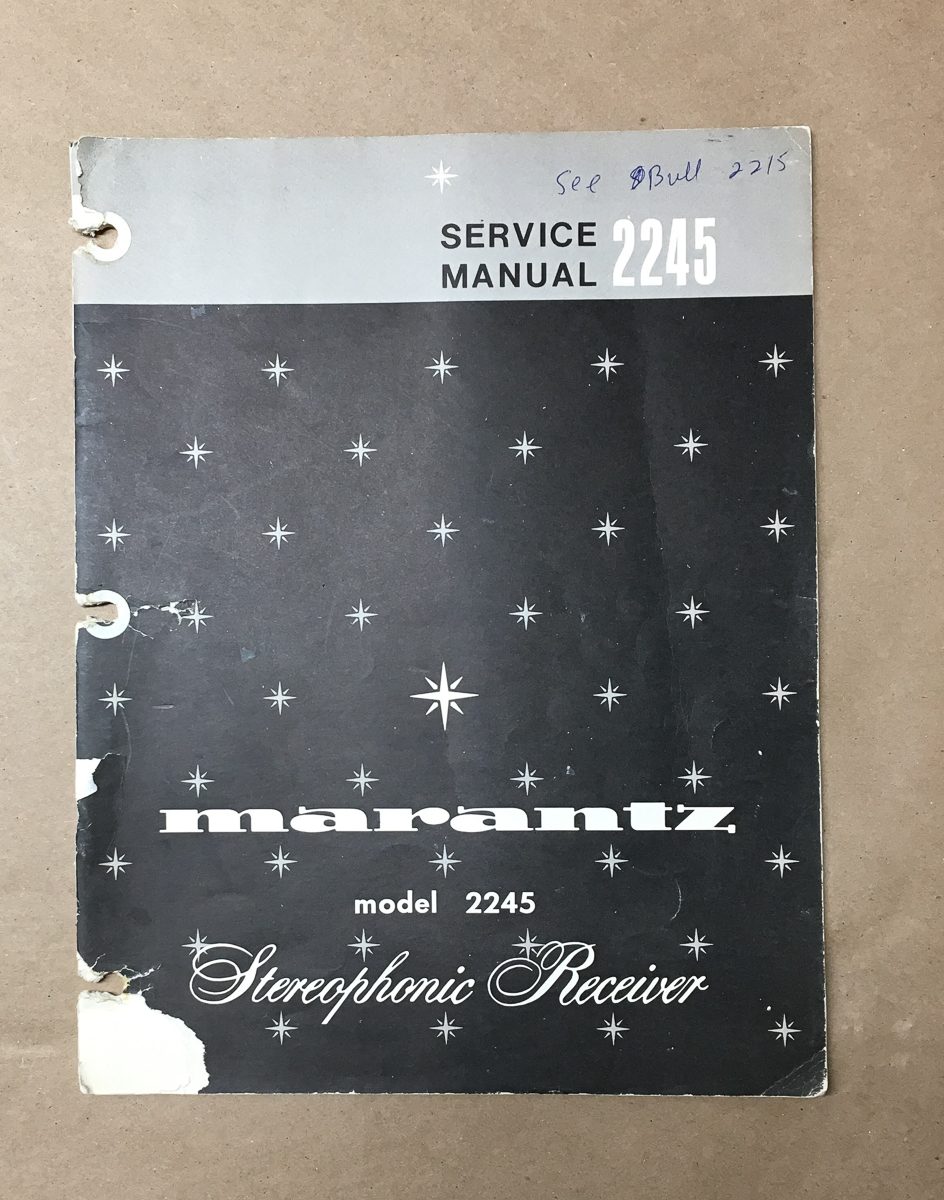 See Bull 2215
SERVICE
MANUAL 2245
marantz
model 2245
Stereophonic Receiver